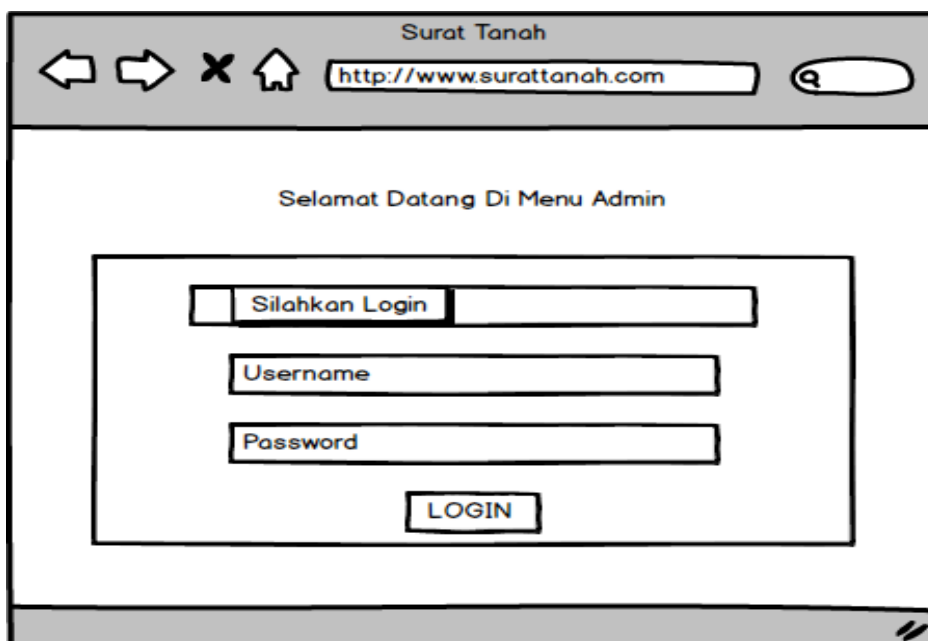 Surat Tanah
http://www.surattanah.com
Selamat Datang Di Menu Admin
Silahkan Login
Username
Password
LOGIN